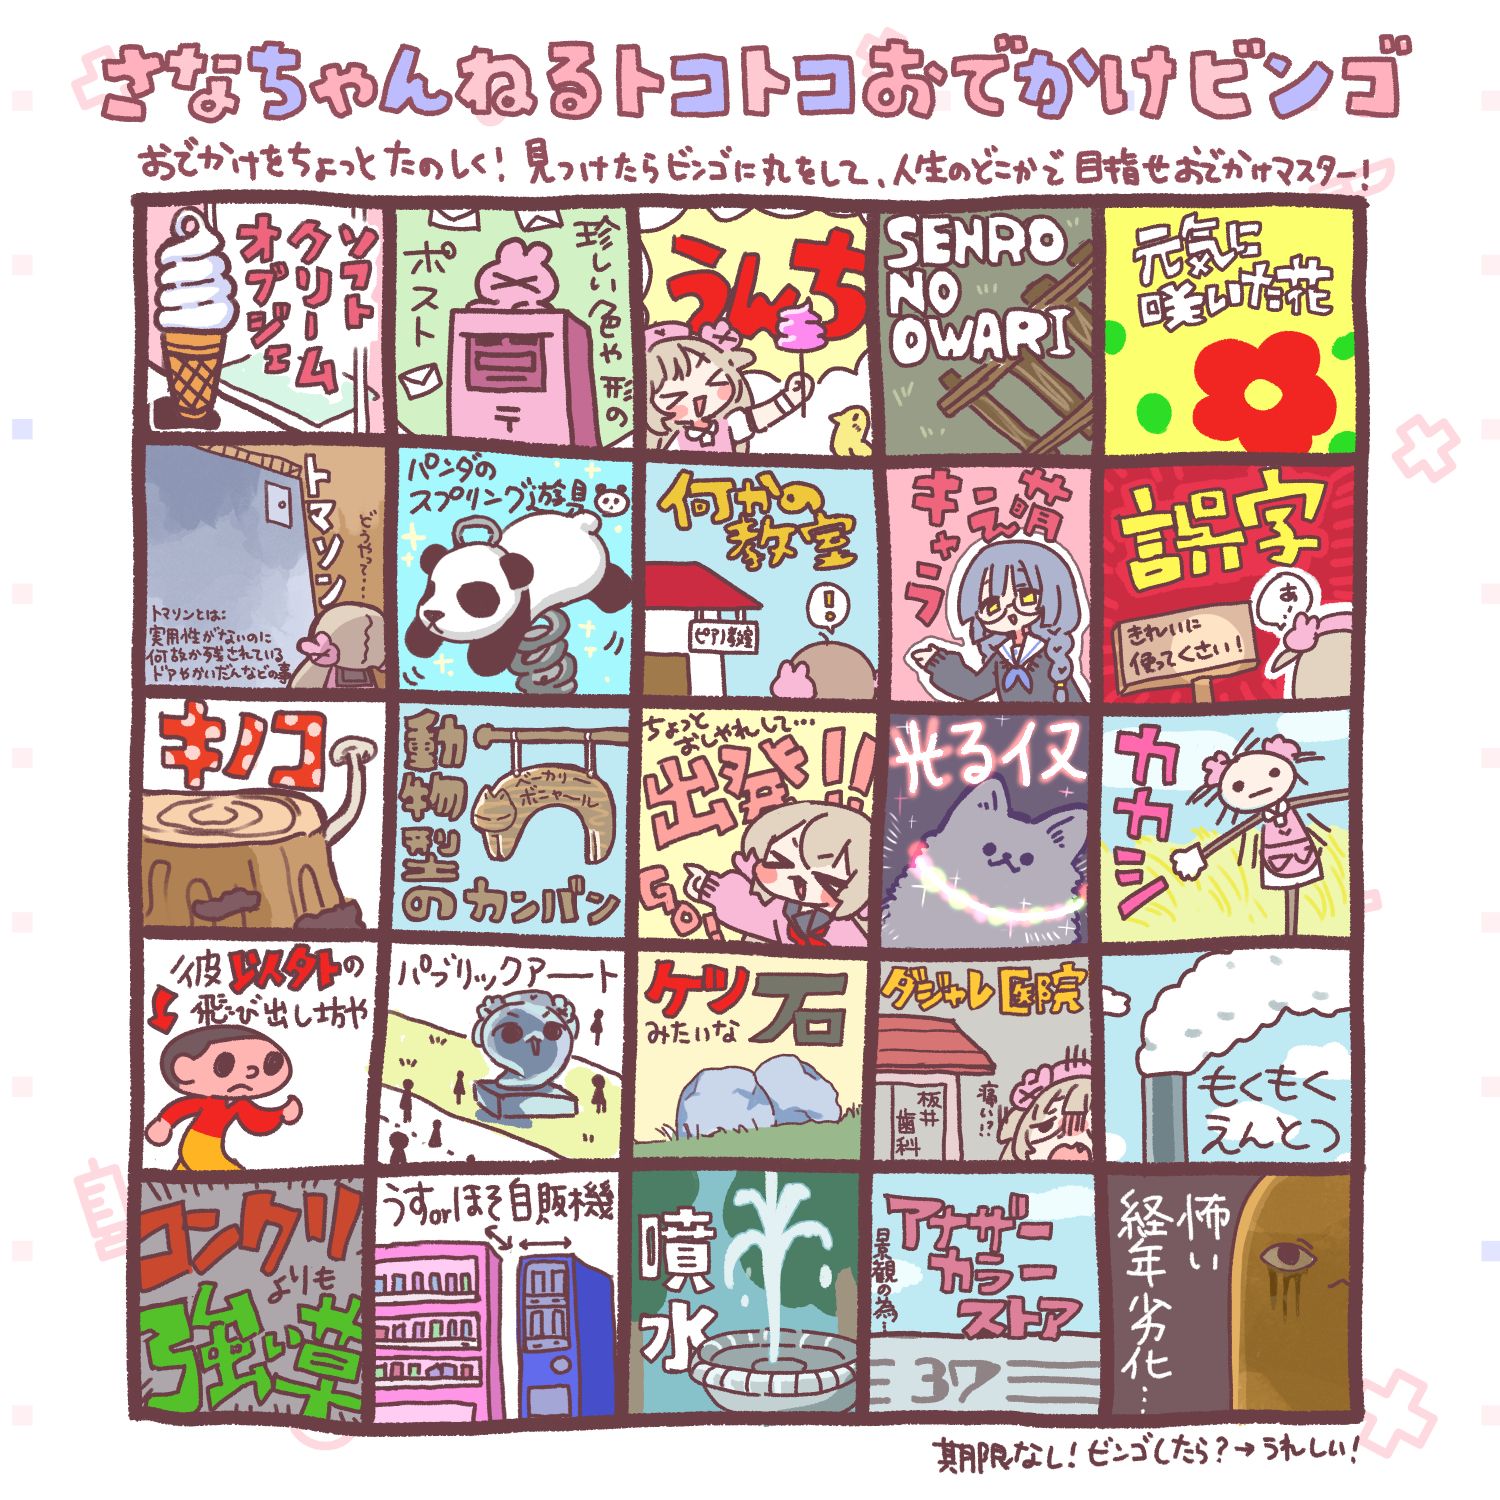 さなちゃんねるトコトコおでかけビンゴ
おでかけをちょっとたのしく！見つけたらビンゴに丸をして、人生のどこかで目指せおでかけマスター！
ソフト
クリーム
オブジェ
珍しい色や形の
ポスト
〒
うんち
SENRO
NO
OWARI
元気に
咲いた花
トマソン
どうやって…
トマソンとは:
実用性がないのに
何故か残されている
ドアやかいだんなどの事
パンダの
スプリング遊具
何かの
教室
ピアノ教室
!
萌え
キャラ
誤字
きれいに
使ってくさい！
あ…
キノコ
動物型の
カンバン
ベーカリー
ボニャール
ちょっと
おしゃれして…
出発!!
GO!
光るイヌ
カカシ
彼以外の
飛び出し坊や
パブリックアート
ケツ
みたいな
石
ダジャレ医院
板井
歯科
痛い!?
もくもく
えんとつ
コンクリ
よりも
強い草
うすorほそ自販機
噴水
アナザー
カラー
ストア
景観の為…
37
怖い
経年劣化…
期限なし！ビンゴしたら？→うれしい！